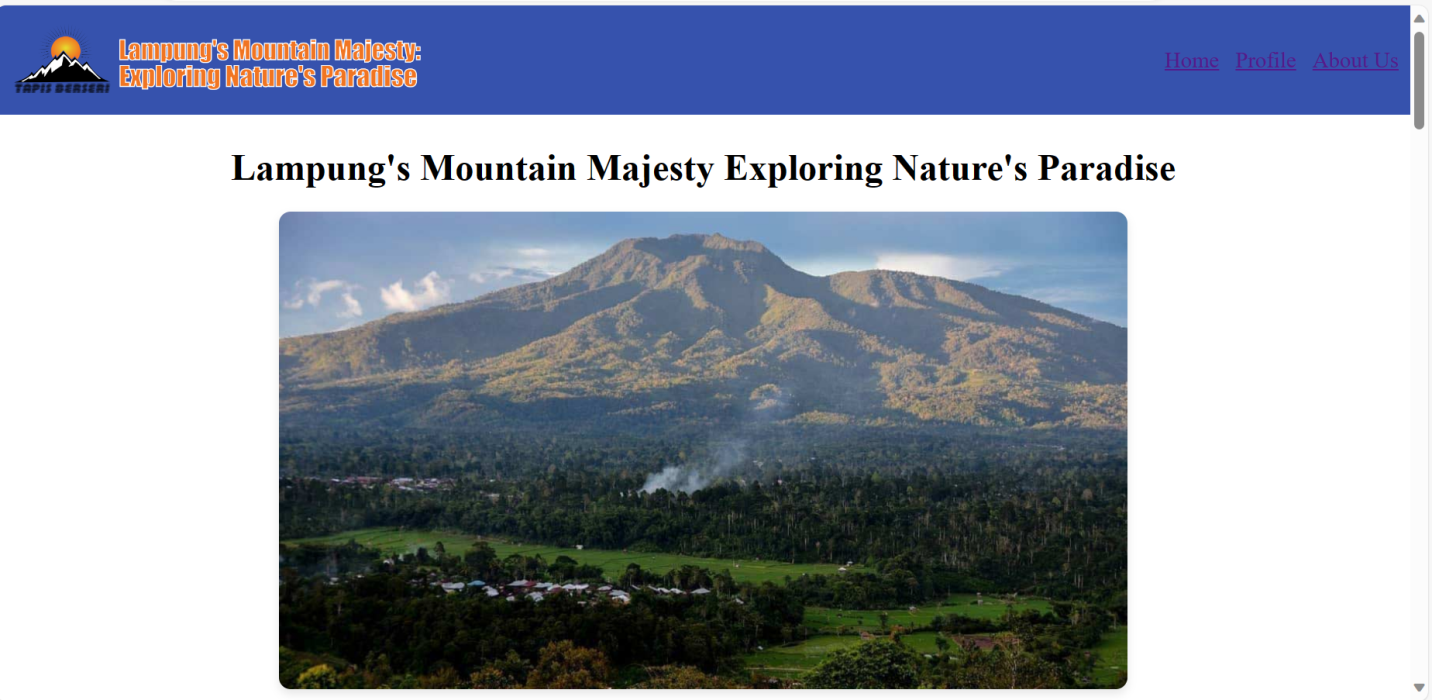 Lampung's Mountain Majesty:
Exploring Nature's Paradise
TAPIS BERSERI
Home Profile About Us
Lampung's Mountain Majesty Exploring Nature's Paradise